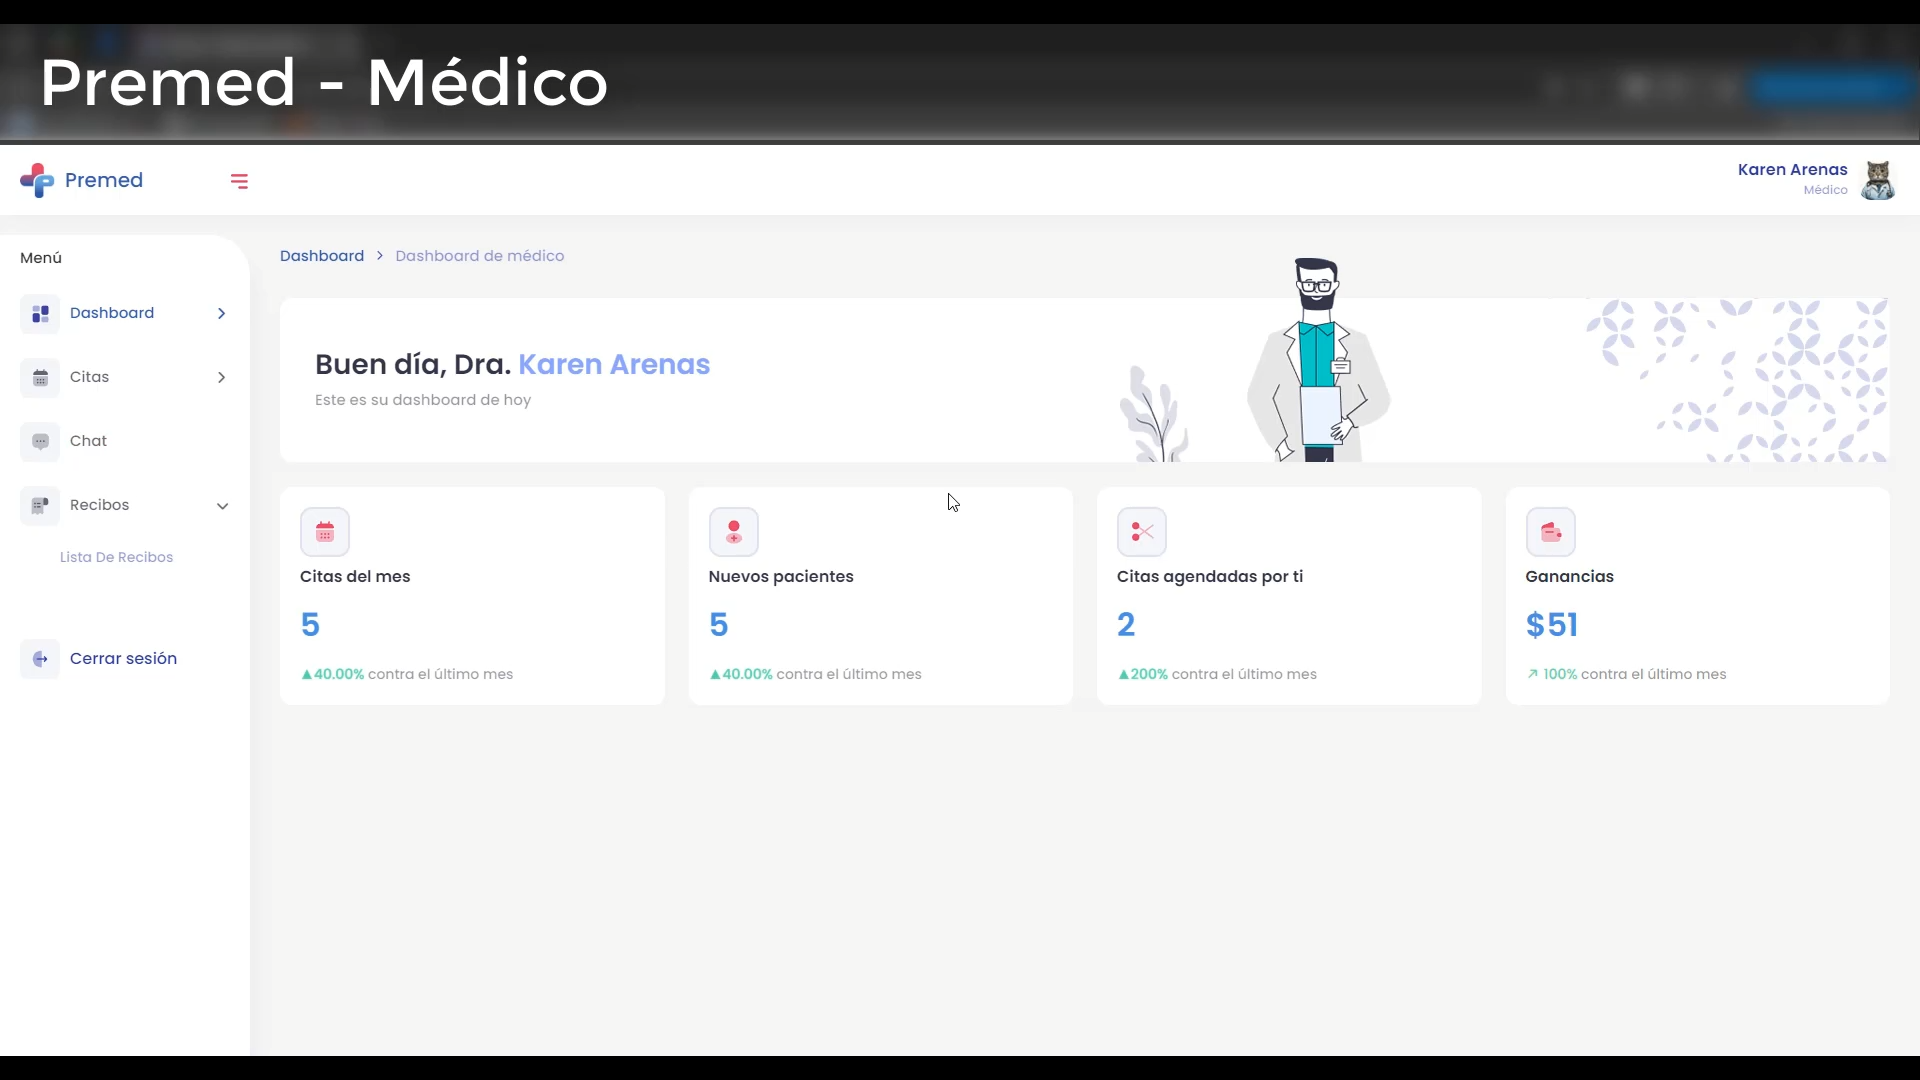 Premed - Médico
Premed
Karen Arenas
Médico
Menú
Dashboard
Citas
Chat
Recibos
Lista De Recibos
Cerrar sesión
Dashboard > Dashboard de médico
Buen día, Dra. Karen Arenas
Este es su dashboard de hoy
Citas del mes
5
▲40.00% contra el último mes
Nuevos pacientes
5
▲40.00% contra el último mes
Citas agendadas por ti
2
▲200% contra el último mes
Ganancias
$51
↗ 100% contra el último mes